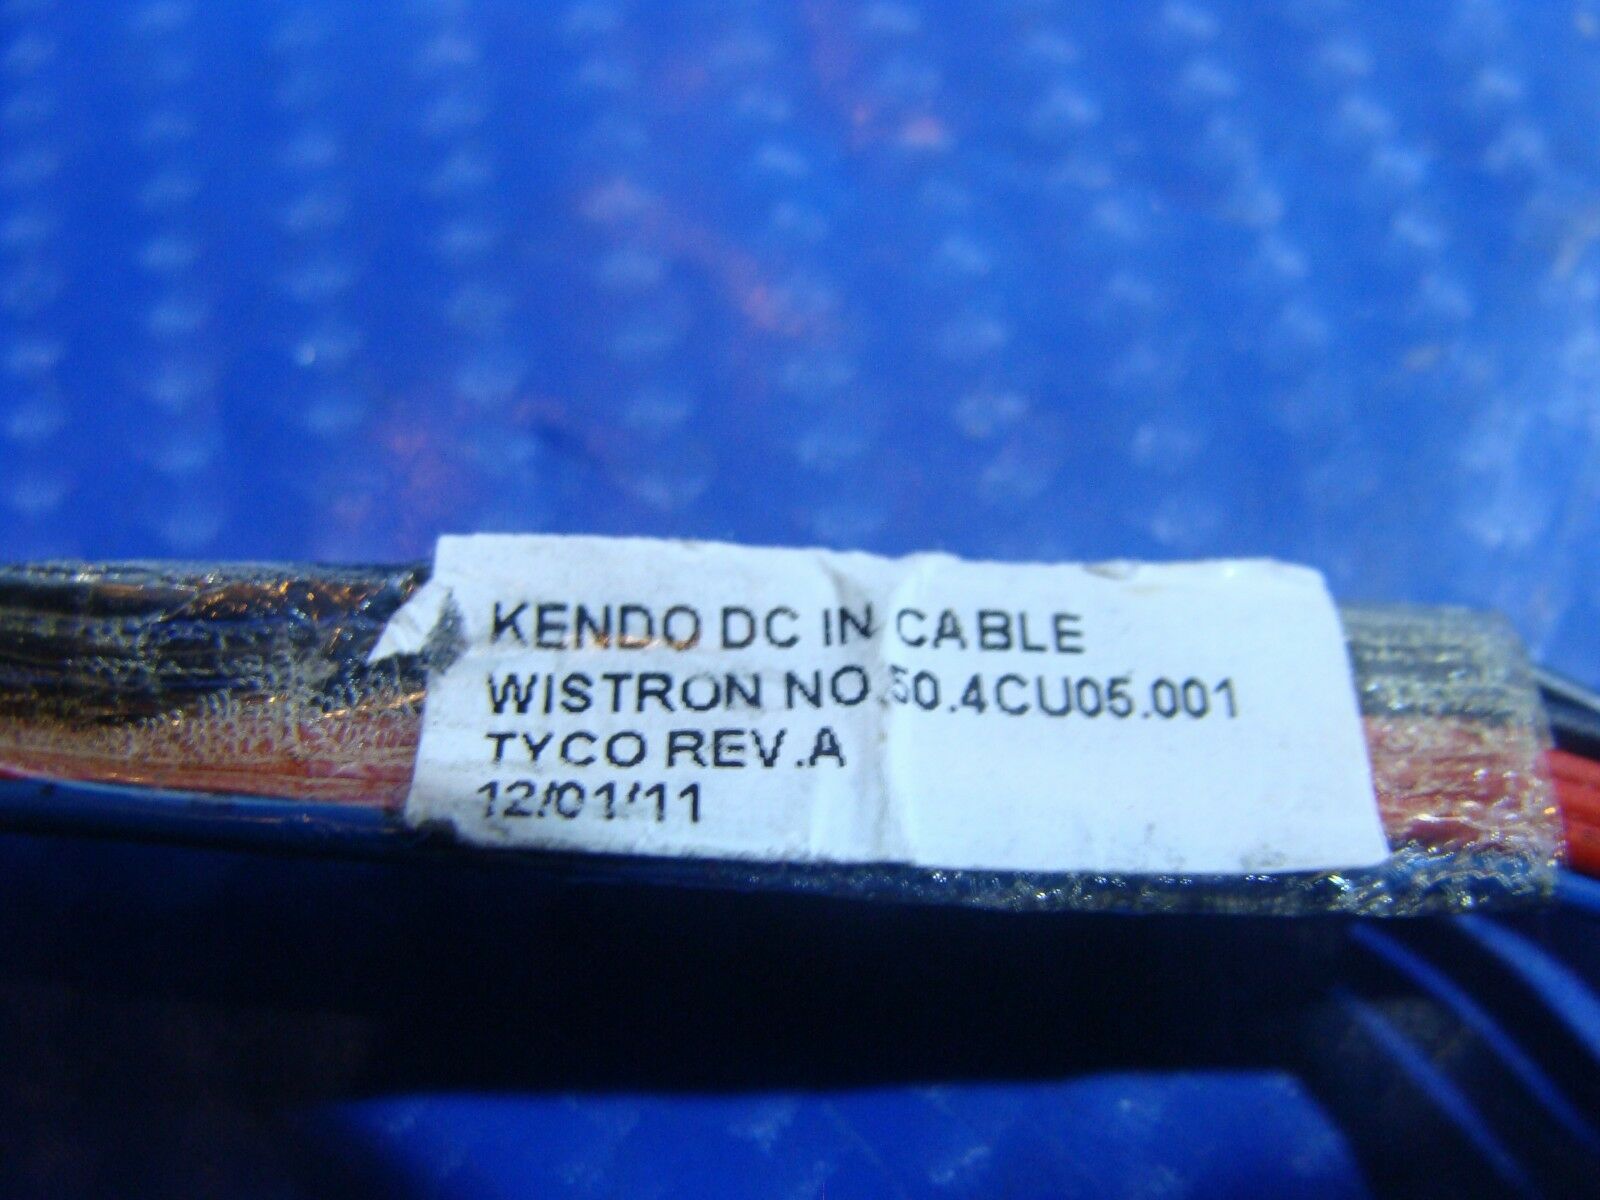 KENDO DC IN CABLE
WISTRON NO.50.4CU05.001
TYCO REV.A
12/01/11